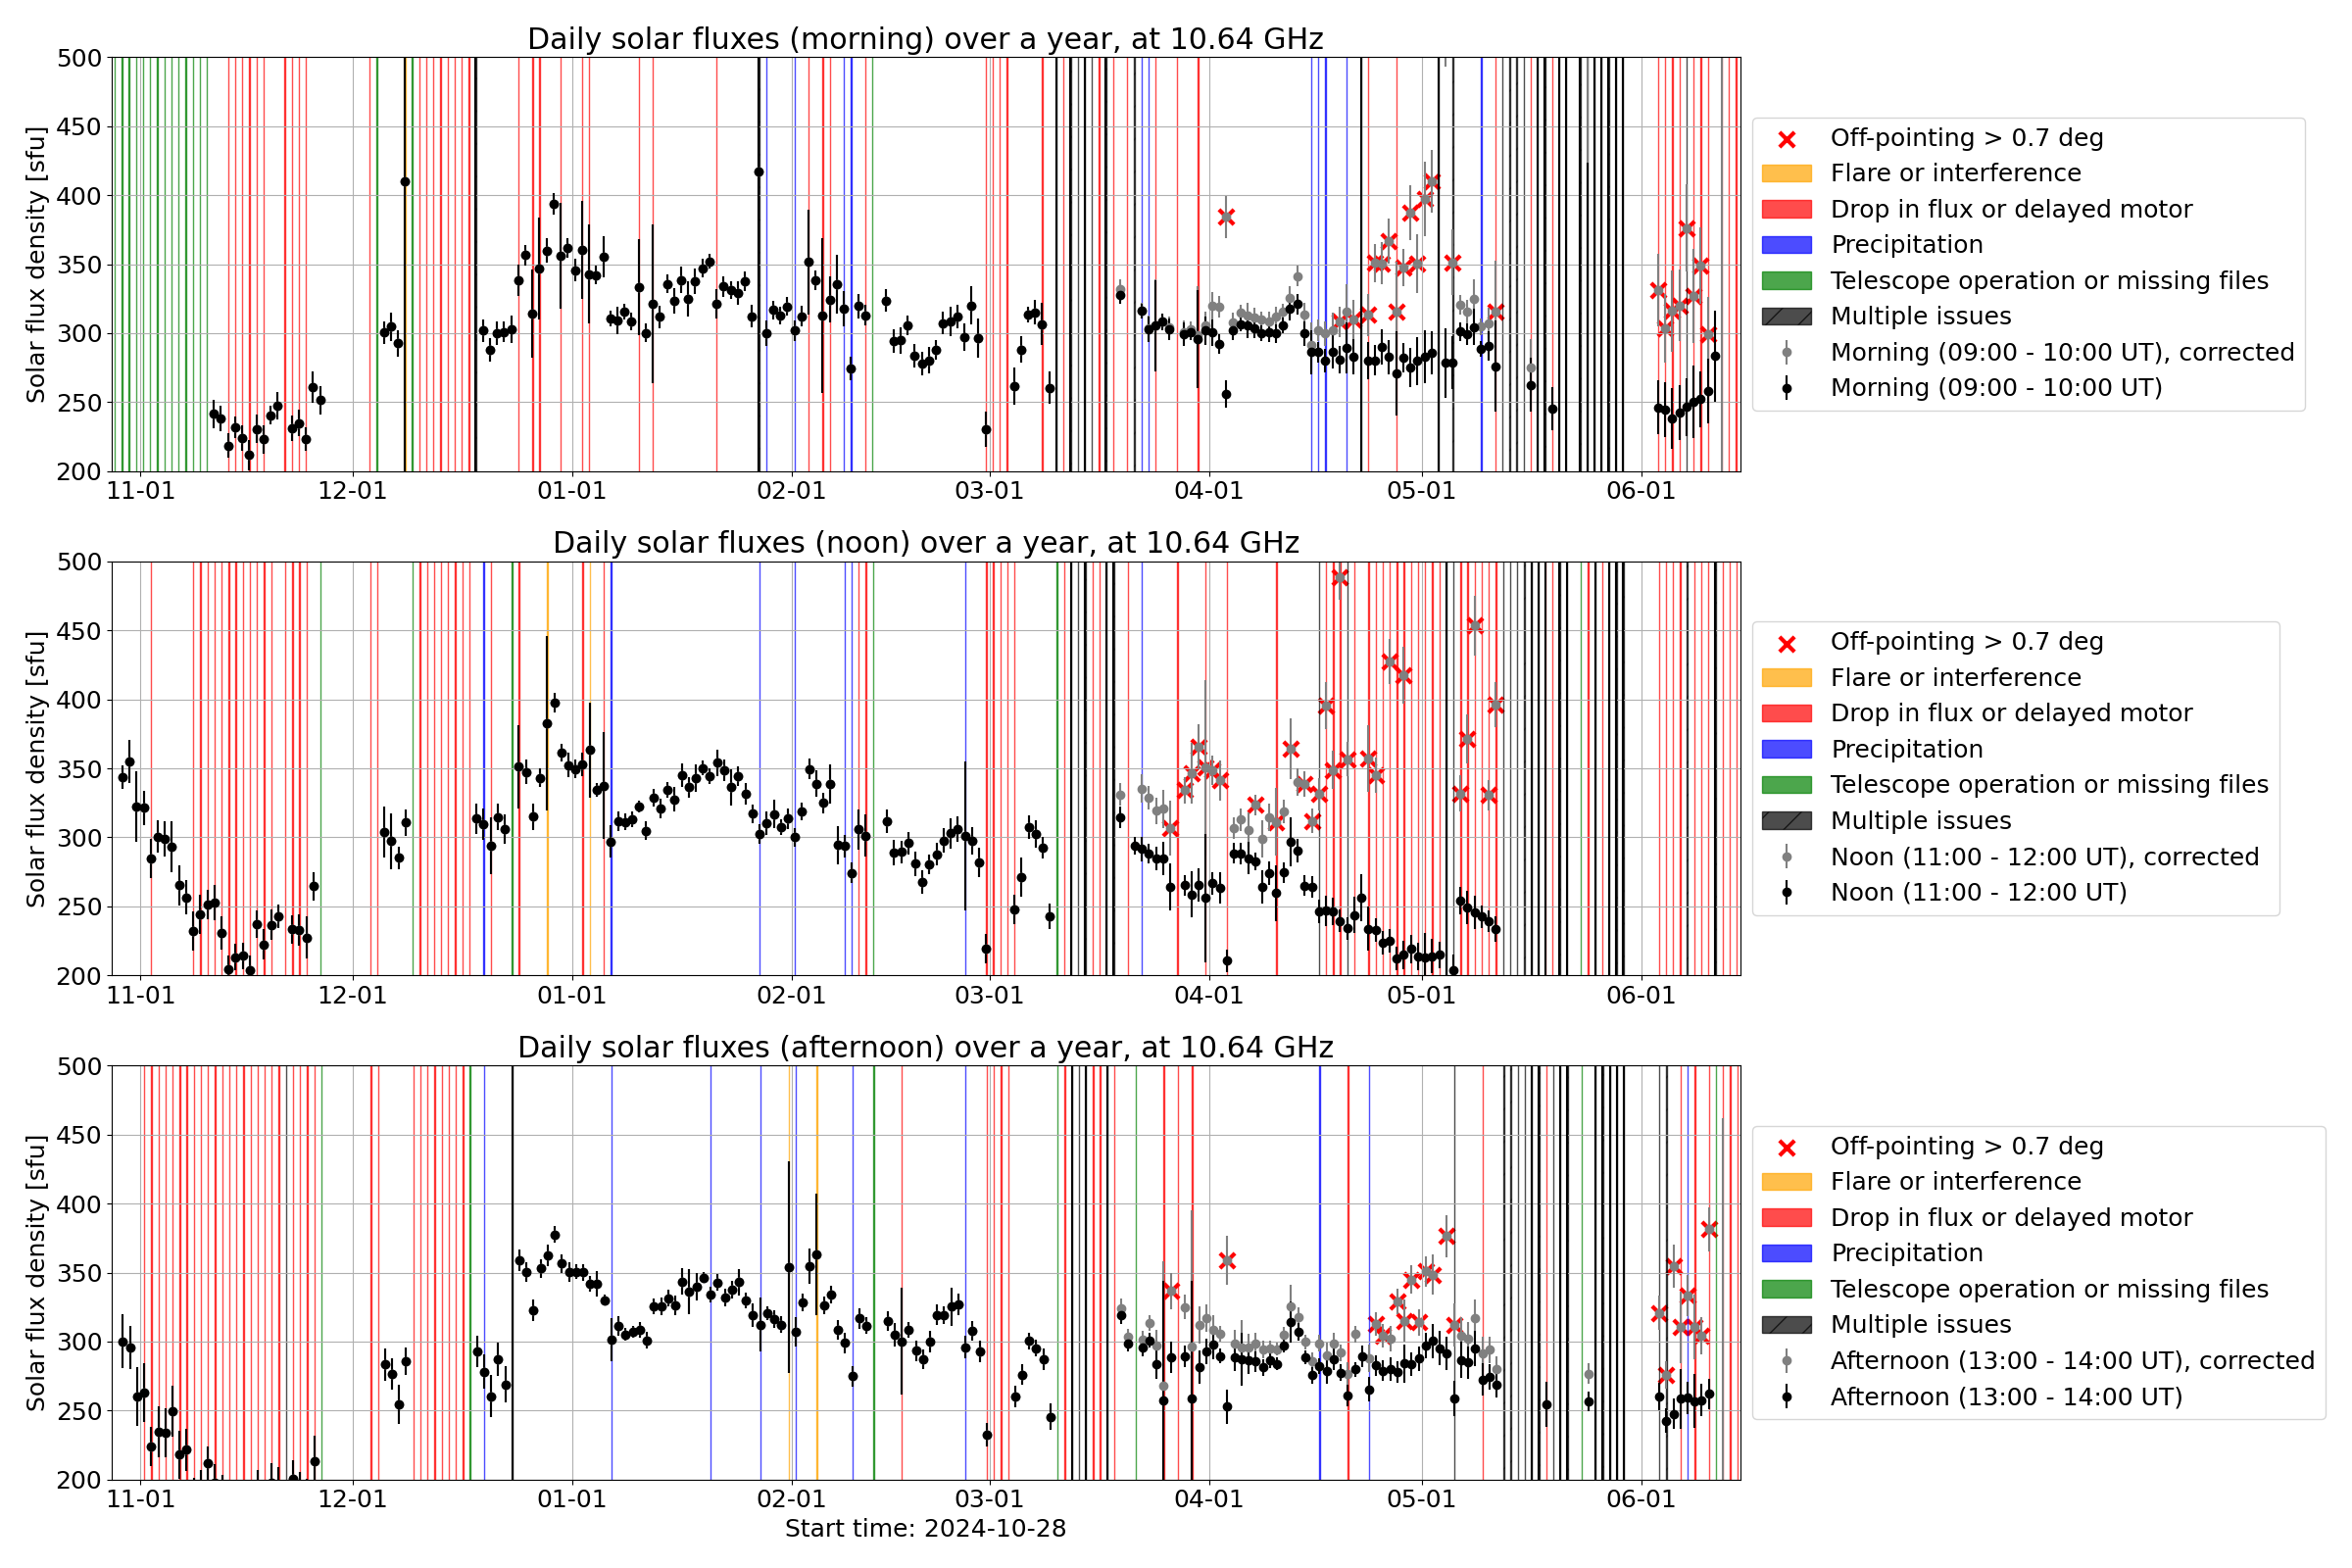 Daily solar fluxes (morning) over a year, at 10.64 GHz
Solar flux density [sfu]
500
450
400
350
300
250
200
11-01 12-01 01-01 02-01 03-01 04-01 05-01 06-01
Off-pointing > 0.7 deg
Flare or interference
Drop in flux or delayed motor
Precipitation
Telescope operation or missing files
Multiple issues
Morning (09:00 - 10:00 UT), corrected
Morning (09:00 - 10:00 UT)
Daily solar fluxes (noon) over a year, at 10.64 GHz
Solar flux density [sfu]
500
450
400
350
300
250
200
11-01 12-01 01-01 02-01 03-01 04-01 05-01 06-01
Off-pointing > 0.7 deg
Flare or interference
Drop in flux or delayed motor
Precipitation
Telescope operation or missing files
Multiple issues
Noon (11:00 - 12:00 UT), corrected
Noon (11:00 - 12:00 UT)
Daily solar fluxes (afternoon) over a year, at 10.64 GHz
Solar flux density [sfu]
500
450
400
350
300
250
200
11-01 12-01 01-01 02-01 03-01 04-01 05-01 06-01
Start time: 2024-10-28
Off-pointing > 0.7 deg
Flare or interference
Drop in flux or delayed motor
Precipitation
Telescope operation or missing files
Multiple issues
Afternoon (13:00 - 14:00 UT), corrected
Afternoon (13:00 - 14:00 UT)